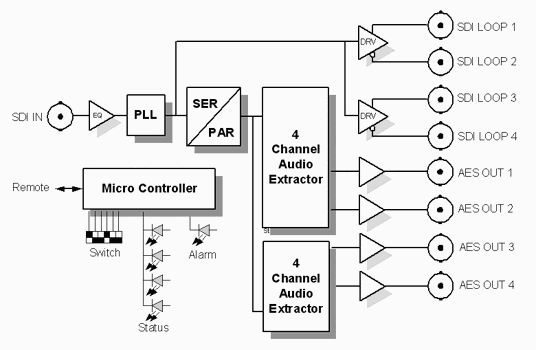 SDI LOOP 1
DRV
SDI LOOP 2
SDI LOOP 3
SDI IN
EQ
PLL
SER
PAR
DRV
SDI LOOP 4
4
Channel
Audio
Extractor
AES OUT 1
Remote
Micro Controller
AES OUT 2
Switch
Alarm
AES OUT 3
4
Channel
Audio
Extractor
AES OUT 4
Status